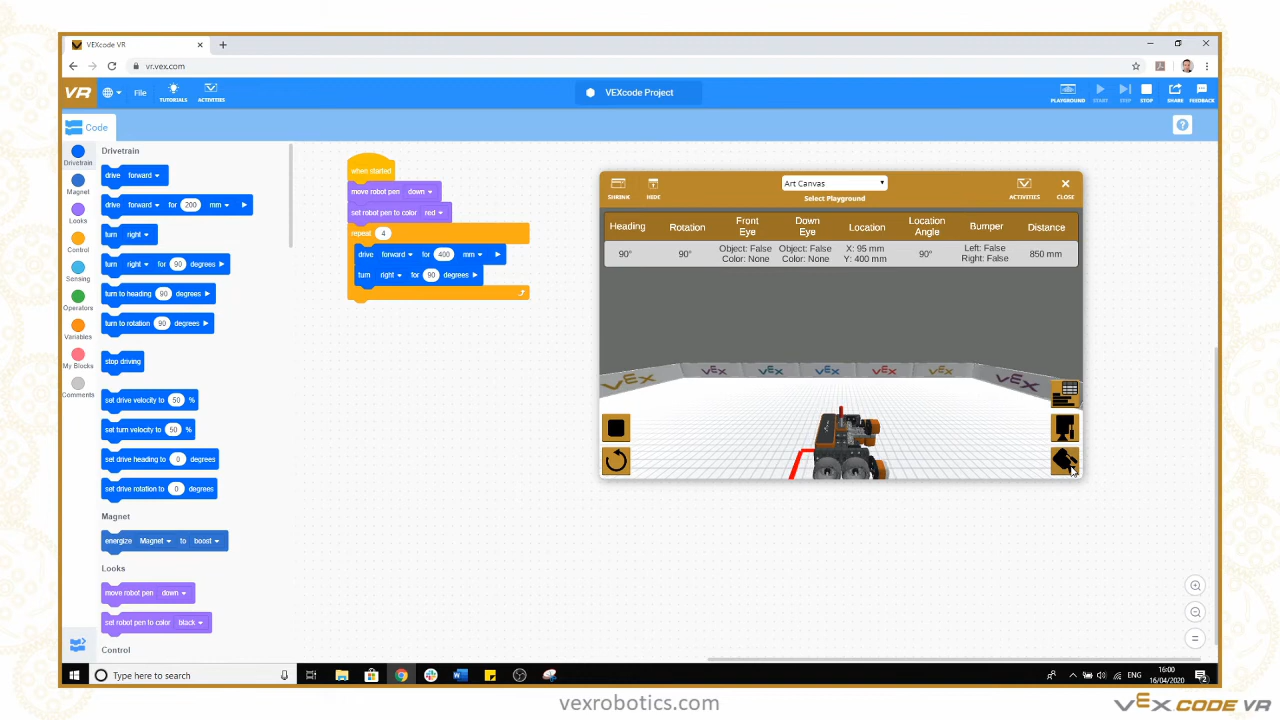 VEXcode VR
vr.vex.com
VR
File
TUTORIALS
ACTIVITIES
VEXcode Project
PLAYGROUND
START
STEP
STOP
SHARE
FEEDBACK
Code
?
Drivetrain
Magnet
Looks
Control
Sensing
Operators
Variables
My Blocks
Comments
Drivetrain
drive forward
drive forward for 200 mm
turn right
turn right for 90 degrees
turn to heading 90 degrees
turn to rotation 90 degrees
stop driving
set drive velocity to 50 %
set turn velocity to 50 %
set drive heading to 0 degrees
set drive rotation to 0 degrees
Magnet
energize Magnet to boost
Looks
move robot pen down
set robot pen to color black
Control
when started
move robot pen down
set robot pen to color red
repeat 4
drive forward for 400 mm
turn right for 90 degrees
SHRINK
HIDE
Art Canvas
Select Playground
ACTIVITIES
CLOSE
Heading Rotation Front Eye Down Eye Location Location Angle Bumper Distance
90° 90° Object: False Object: False X: 95 mm 90° Left: False 850 mm
Color: None Color: None Y: 400 mm Right: False
VEX VEX VEX VEX VEX VEX VEX
Type here to search
ENG
16:00
16/04/2020
2
vexrobotics.com
VEX CODE VR